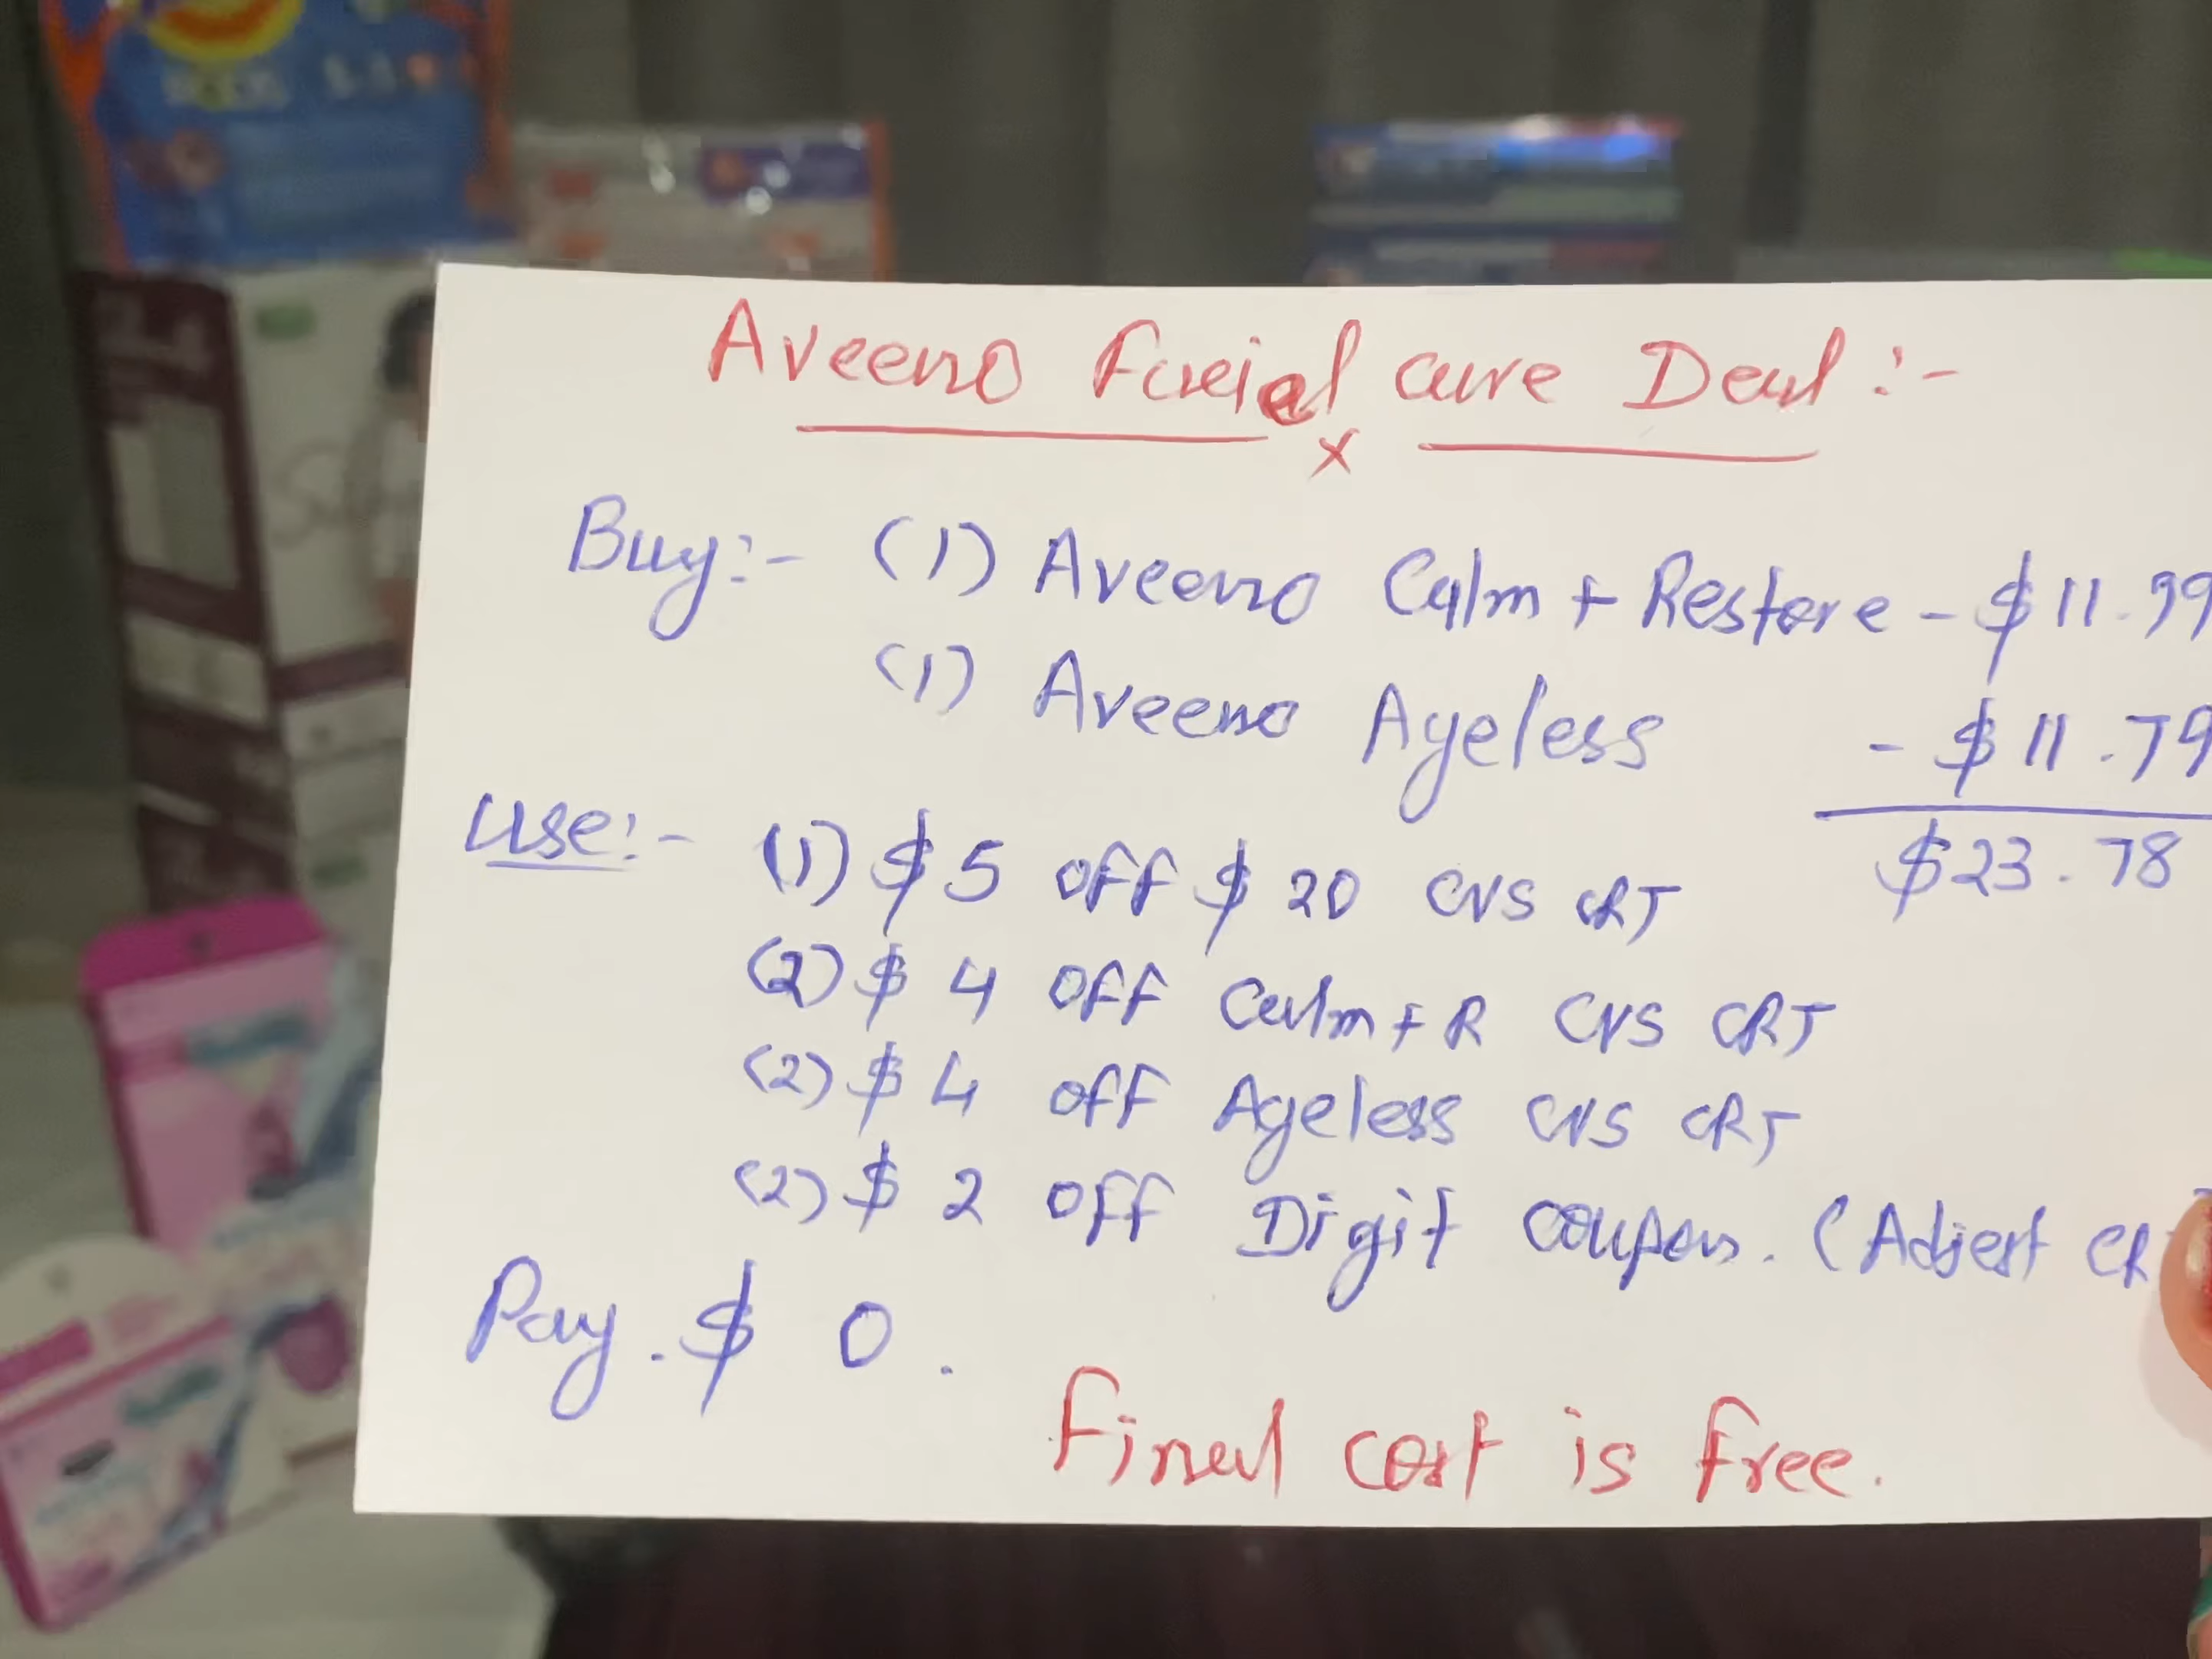 Aveeno Facial care Deal :-
x
Buy:- (1) Aveeno Calm + Restore - $11.99
(1) Aveeno Ageless - $11.79
$23.78
Use:- (1) $5 off $20 CVS CRT
(2) $4 off Calm + R CVS CRT
(2) $4 off Ageless CVS CRT
(2) $2 off Digit coupon. (Adjest CR
Pay. $ 0.
Final cost is free.